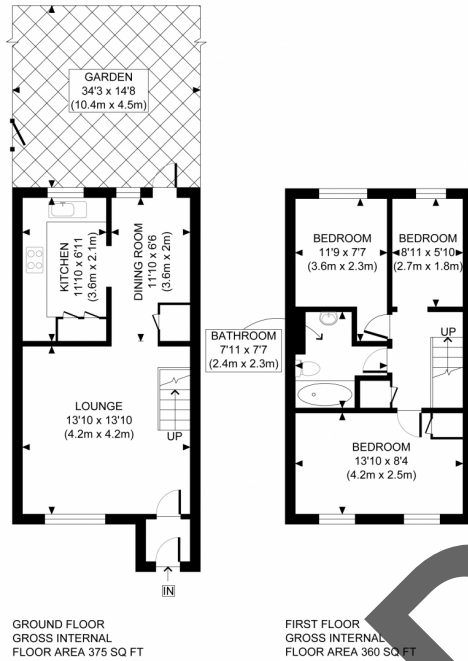 GARDEN
34'3 x 14'8
(10.4m x 4.5m)
KITCHEN
11'10 x 6'11
(3.6m x 2.1m)
DINING ROOM
11'10 x 6'6
(3.6m x 2m)
LOUNGE
13'10 x 13'10
(4.2m x 4.2m)
UP
IN
BATHROOM
7'11 x 7'7
(2.4m x 2.3m)
BEDROOM
11'9 x 7'7
(3.6m x 2.3m)
BEDROOM
8'11 x 5'10
(2.7m x 1.8m)
UP
BEDROOM
13'10 x 8'4
(4.2m x 2.5m)
GROUND FLOOR
GROSS INTERNAL
FLOOR AREA 375 SQ FT
FIRST FLOOR
GROSS INTERNAL
FLOOR AREA 360 SQ FT